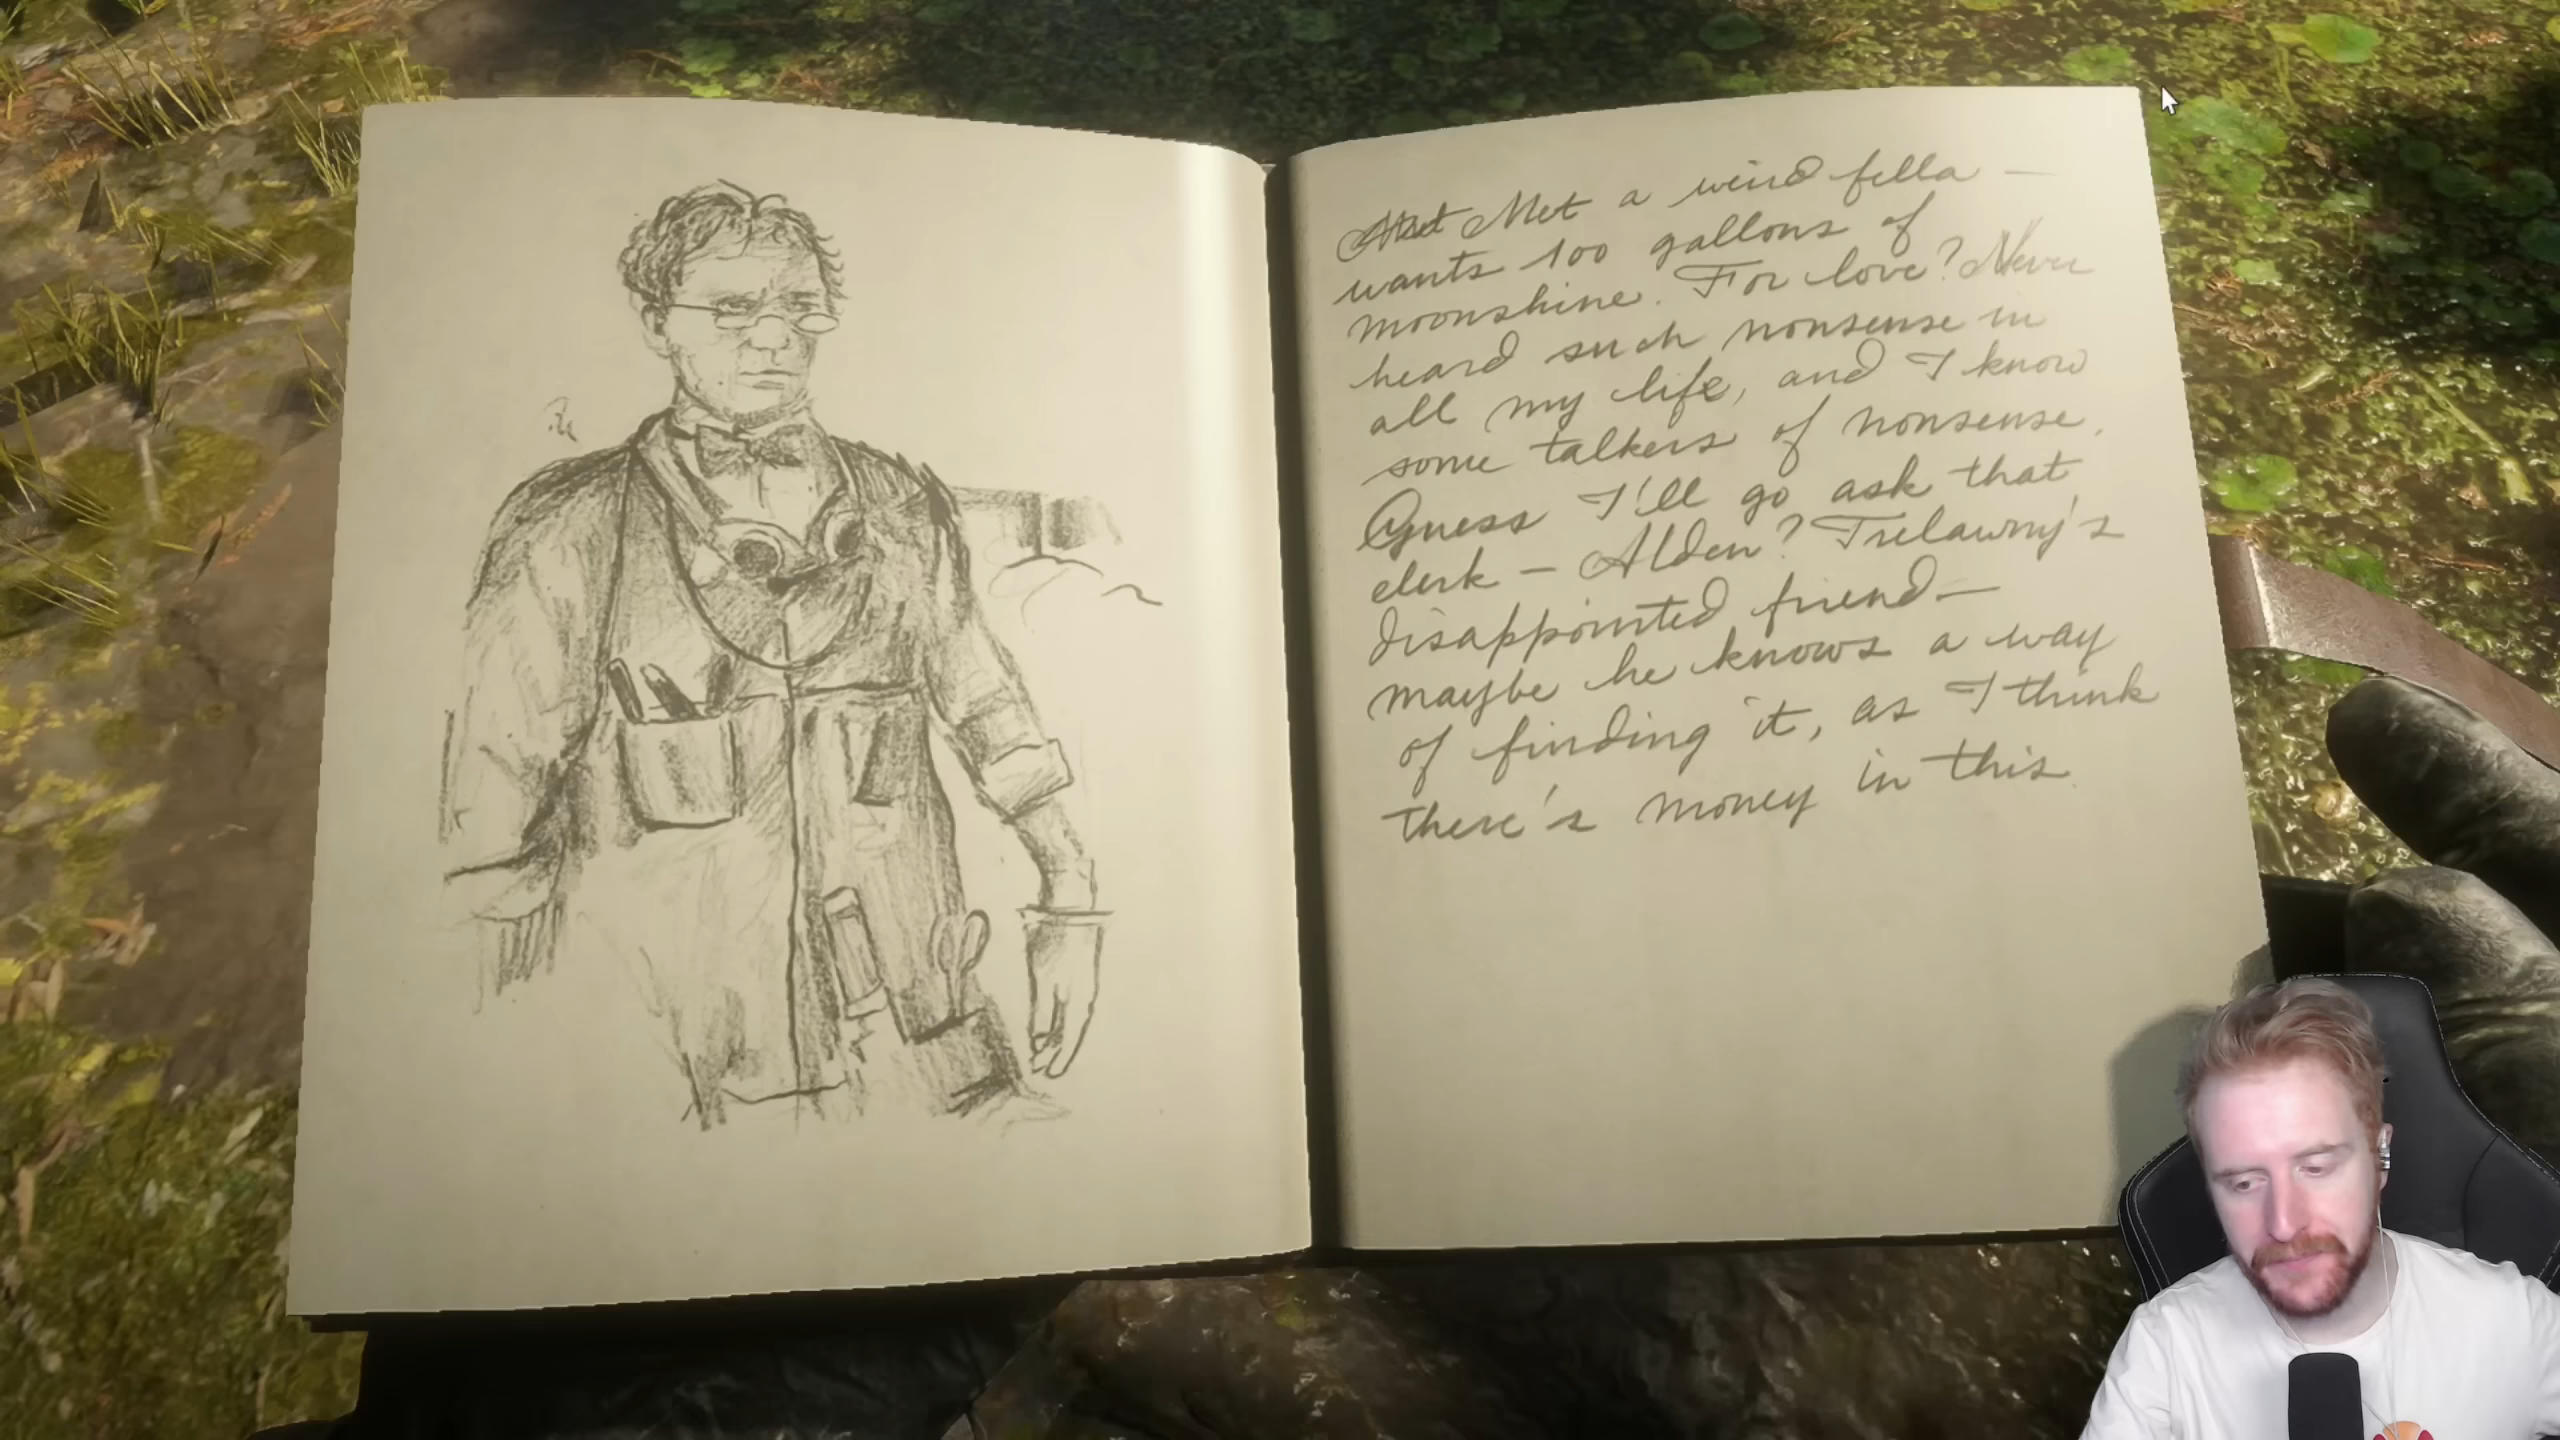 Met a weird fella —
wants 100 gallons of
moonshine. For love? Never
heard such nonsense in
all my life, and I know
some talkers of nonsense.
Guess I'll go ask that
clerk — Alden? Trelawny's
disappointed friend —
maybe he knows a way
of finding it, as I think
there's money in this